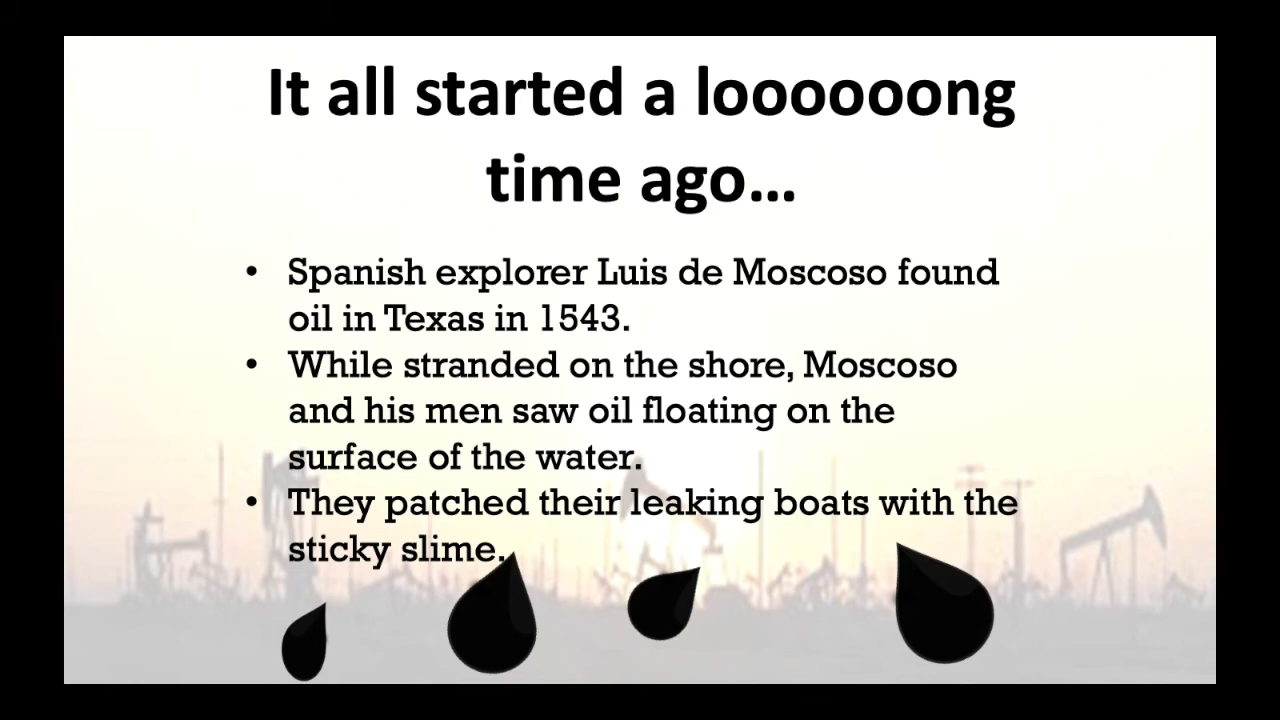 It all started a looooooong
time ago...
• Spanish explorer Luis de Moscoso found
oil in Texas in 1543.
• While stranded on the shore, Moscoso
and his men saw oil floating on the
surface of the water.
• They patched their leaking boats with the
sticky slime.